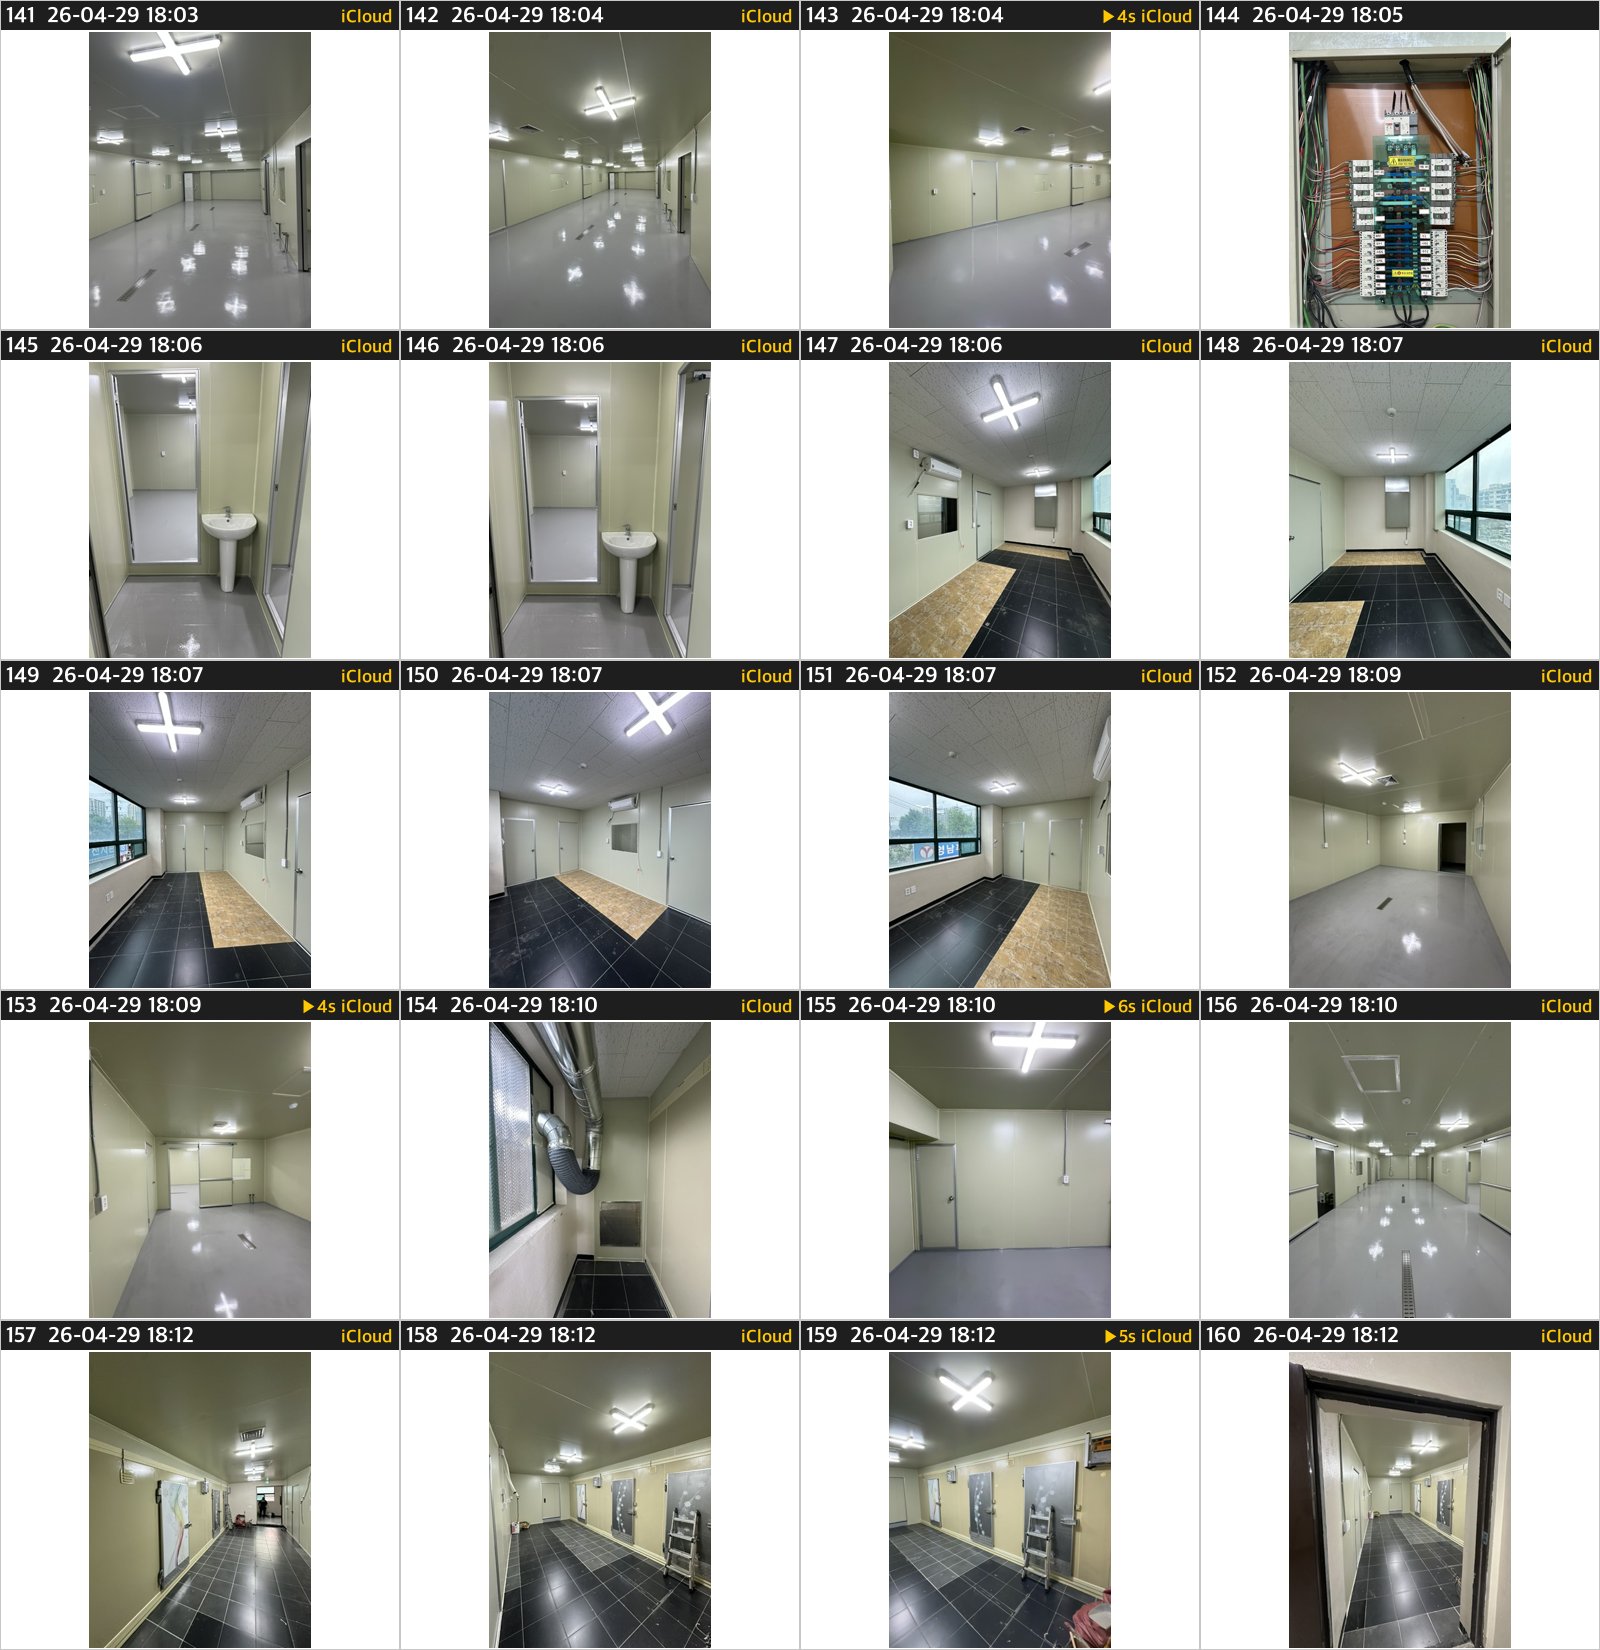 141 26-04-29 18:03 iCloud
142 26-04-29 18:04 iCloud
143 26-04-29 18:04 ▶4s iCloud
144 26-04-29 18:05
145 26-04-29 18:06 iCloud
146 26-04-29 18:06 iCloud
147 26-04-29 18:06 iCloud
148 26-04-29 18:07 iCloud
149 26-04-29 18:07 iCloud
150 26-04-29 18:07 iCloud
151 26-04-29 18:07 iCloud
152 26-04-29 18:09 iCloud
153 26-04-29 18:09 ▶4s iCloud
154 26-04-29 18:10 iCloud
155 26-04-29 18:10 ▶6s iCloud
156 26-04-29 18:10 iCloud
157 26-04-29 18:12 iCloud
158 26-04-29 18:12 iCloud
159 26-04-29 18:12 ▶5s iCloud
160 26-04-29 18:12 iCloud